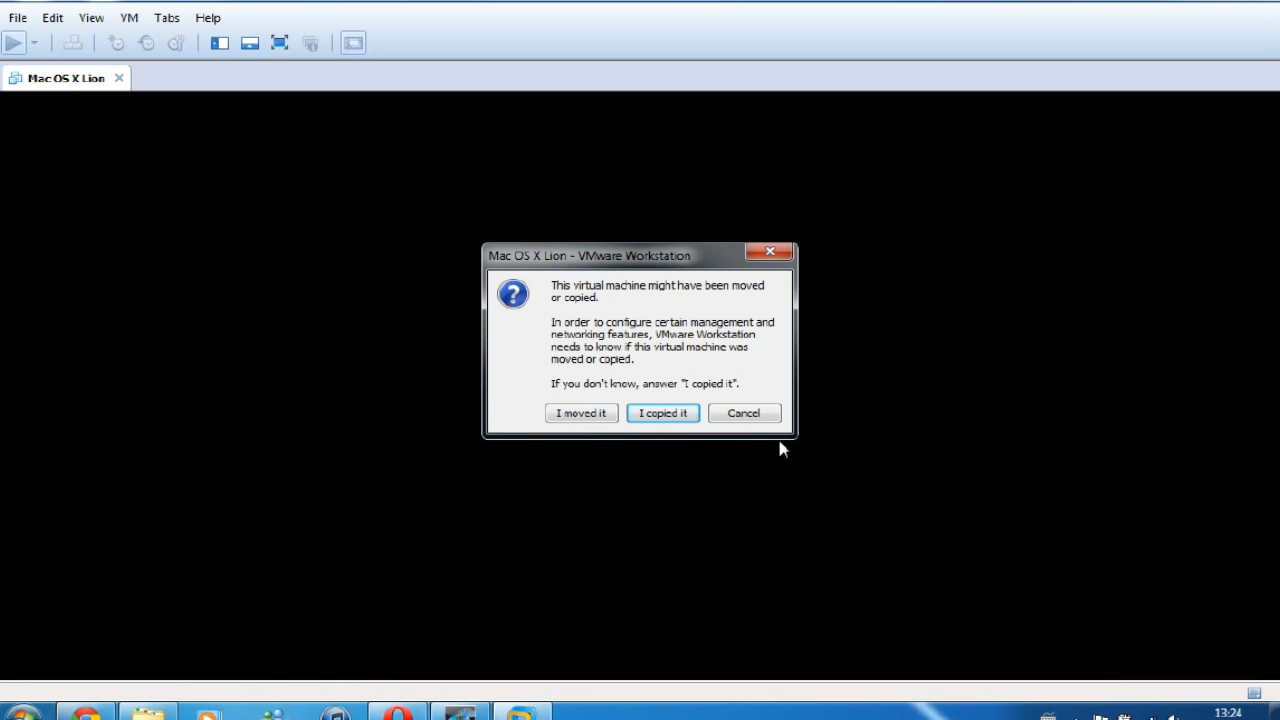 File Edit View VM Tabs Help
Mac OS X Lion
Mac OS X Lion - VMware Workstation
This virtual machine might have been moved
or copied.
In order to configure certain management and
networking features, VMware Workstation
needs to know if this virtual machine was
moved or copied.
If you don't know, answer "I copied it".
I moved it I copied it Cancel
13:24